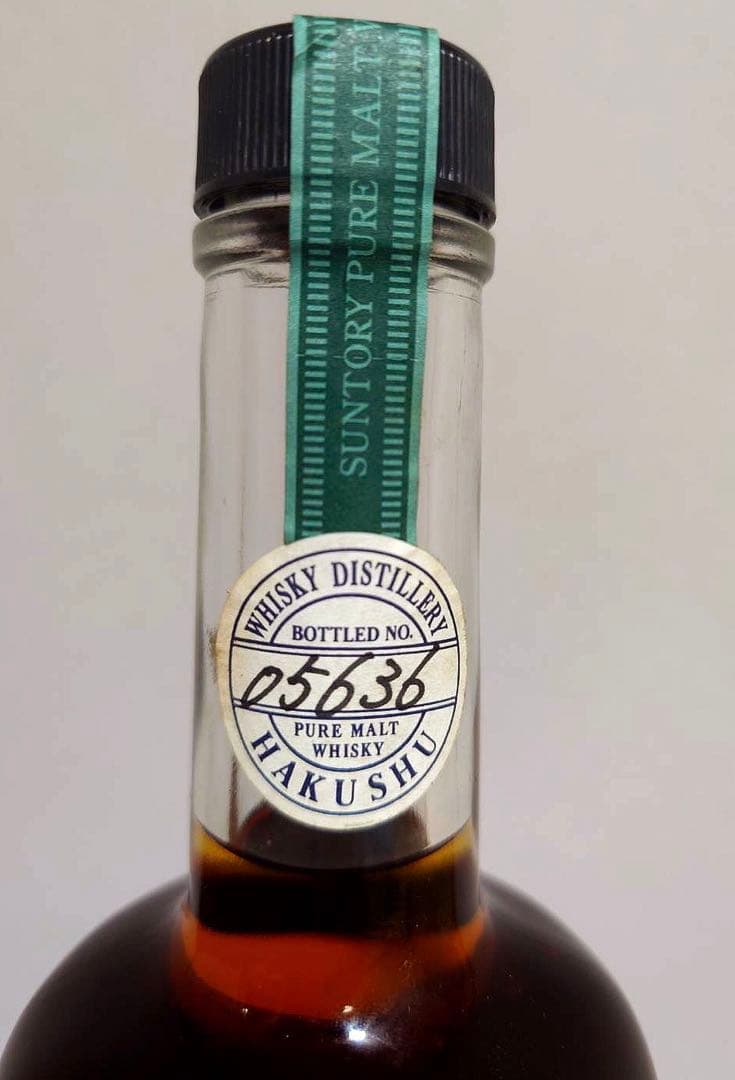 SUNTORY PURE MALT
WHISKY DISTILLERY
BOTTLED NO.
05636
PURE MALT
WHISKY
HAKUSHU